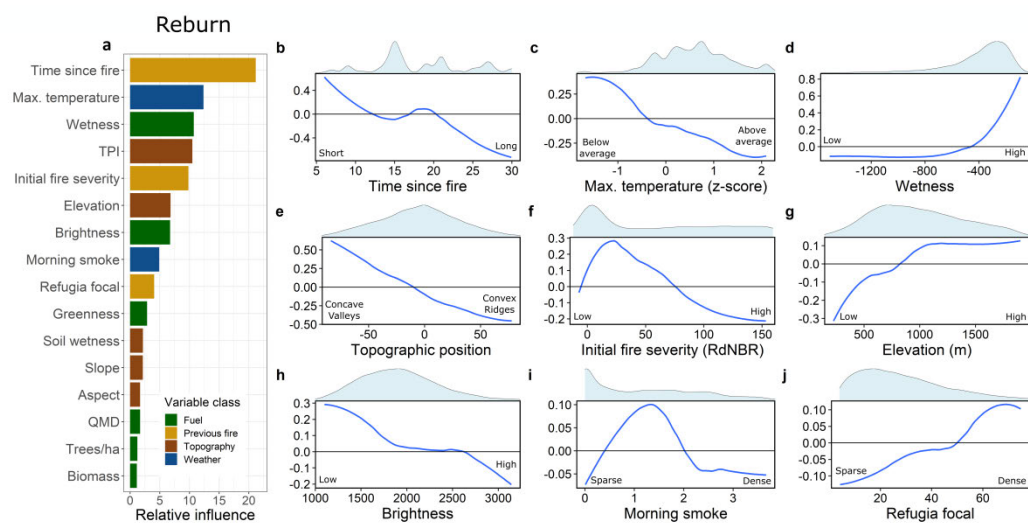 Reburn
a
Time since fire
Max. temperature
Wetness
TPI
Initial fire severity
Elevation
Brightness
Morning smoke
Refugia focal
Greenness
Soil wetness
Slope
Aspect
QMD
Trees/ha
Biomass
Variable class
Fuel
Previous fire
Topography
Weather
0 5 10 15 20
Relative influence
b
0.4
0.0
-0.4
Short
Long
5 10 15 20 25 30
Time since fire
c
0.25
0.00
-0.25
Below
average
Above
average
-1 0 1 2
Max. temperature (z-score)
d
0.8
0.6
0.4
0.2
0.0
Low
High
-1200 -800 -400
Wetness
e
0.50
0.25
0.00
-0.25
-0.50
Concave
Valleys
Convex
Ridges
-50 0 50
Topographic position
f
0.3
0.2
0.1
0.0
-0.1
-0.2
Low
High
0 50 100 150
Initial fire severity (RdNBR)
g
0.1
0.0
-0.1
-0.2
-0.3
Low
High
500 1000 1500
Elevation (m)
h
0.3
0.2
0.1
0.0
-0.1
-0.2
Low
High
1000 1500 2000 2500 3000
Brightness
i
0.10
0.05
0.00
-0.05
Sparse
Dense
0 1 2 3
Morning smoke
j
0.10
0.05
0.00
-0.05
-0.10
Sparse
Dense
20 40 60
Refugia focal